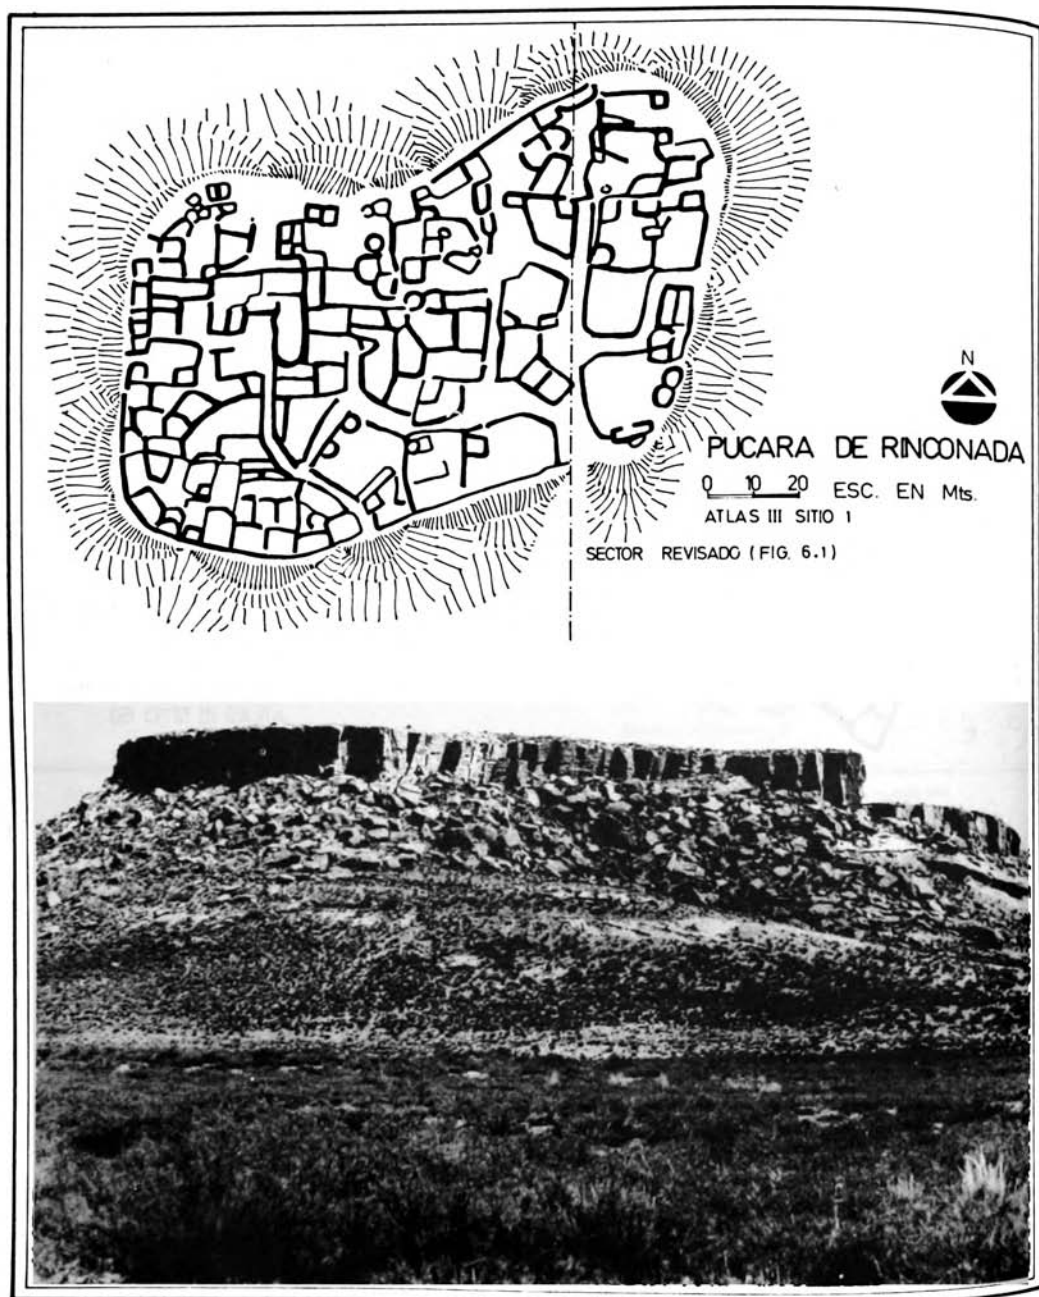 N
PUCARA DE RINCONADA
0 10 20 ESC. EN Mts.
ATLAS III SITIO 1
SECTOR REVISADO (FIG. 6.1)